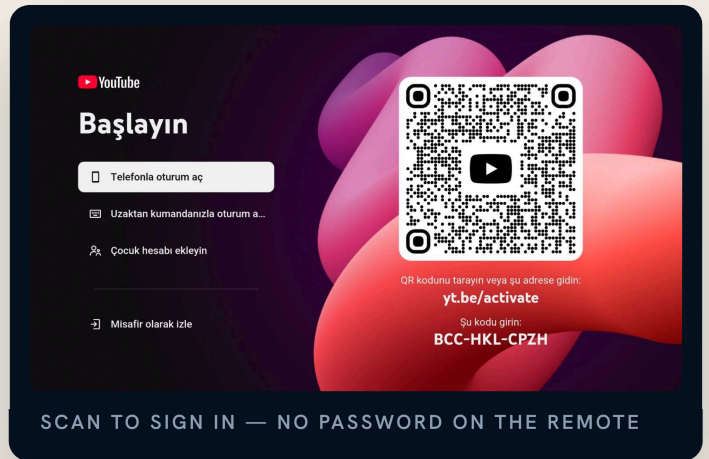 YouTube
Başlayın
Telefonla oturum aç
Uzaktan kumandanızla oturum a...
Çocuk hesabı ekleyin
Misafir olarak izle
QR kodunu tarayın veya şu adrese gidin:
yt.be/activate
Şu kodu girin:
BCC-HKL-CPZH
SCAN TO SIGN IN — NO PASSWORD ON THE REMOTE